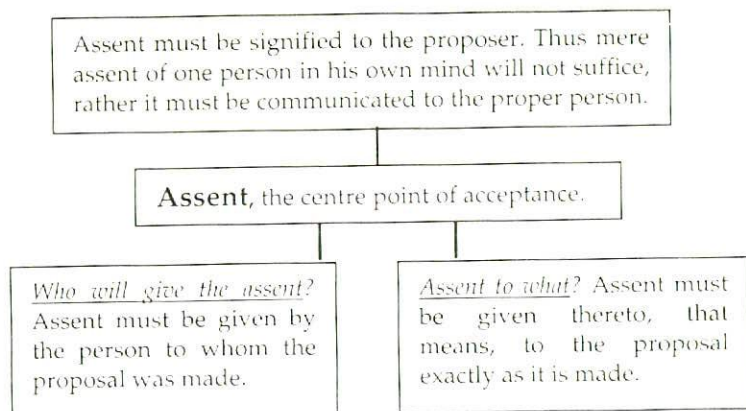 Assent must be signified to the proposer. Thus mere
assent of one person in his own mind will not suffice,
rather it must be communicated to the proper person.
Assent, the centre point of acceptance.
Who will give the assent?
Assent must be given by
the person to whom the
proposal was made.
Assent to what? Assent must
be given thereto, that
means, to the proposal
exactly as it is made.